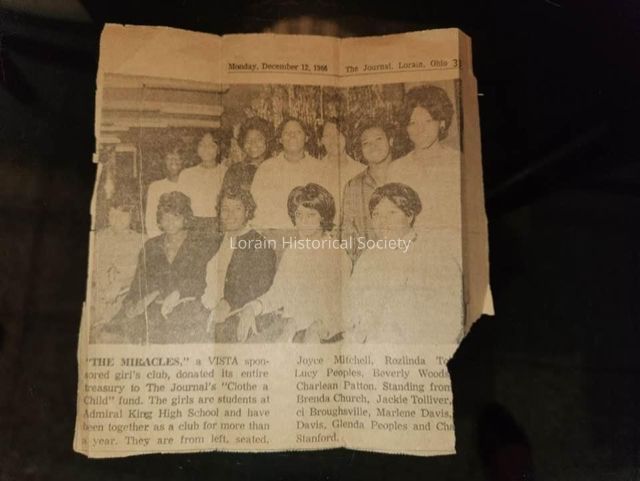 Monday, December 12, 1966 The Journal, Lorain, Ohio 3
Lorain Historical Society
"THE MIRACLES," a VISTA spon-
sored girl's club, donated its entire
treasury to The Journal's "Clothe a
Child" fund. The girls are students at
Admiral King High School and have
been together as a club for more than
a year. They are from left, seated,
Joyce Mitchell, Rozlinda To
Lucy Peoples, Beverly Woods
Charlean Patton. Standing from
Brenda Church, Jackie Tolliver,
ci Broughsville, Marlene Davis,
Davis, Glenda Peoples and Cha
Stanford.